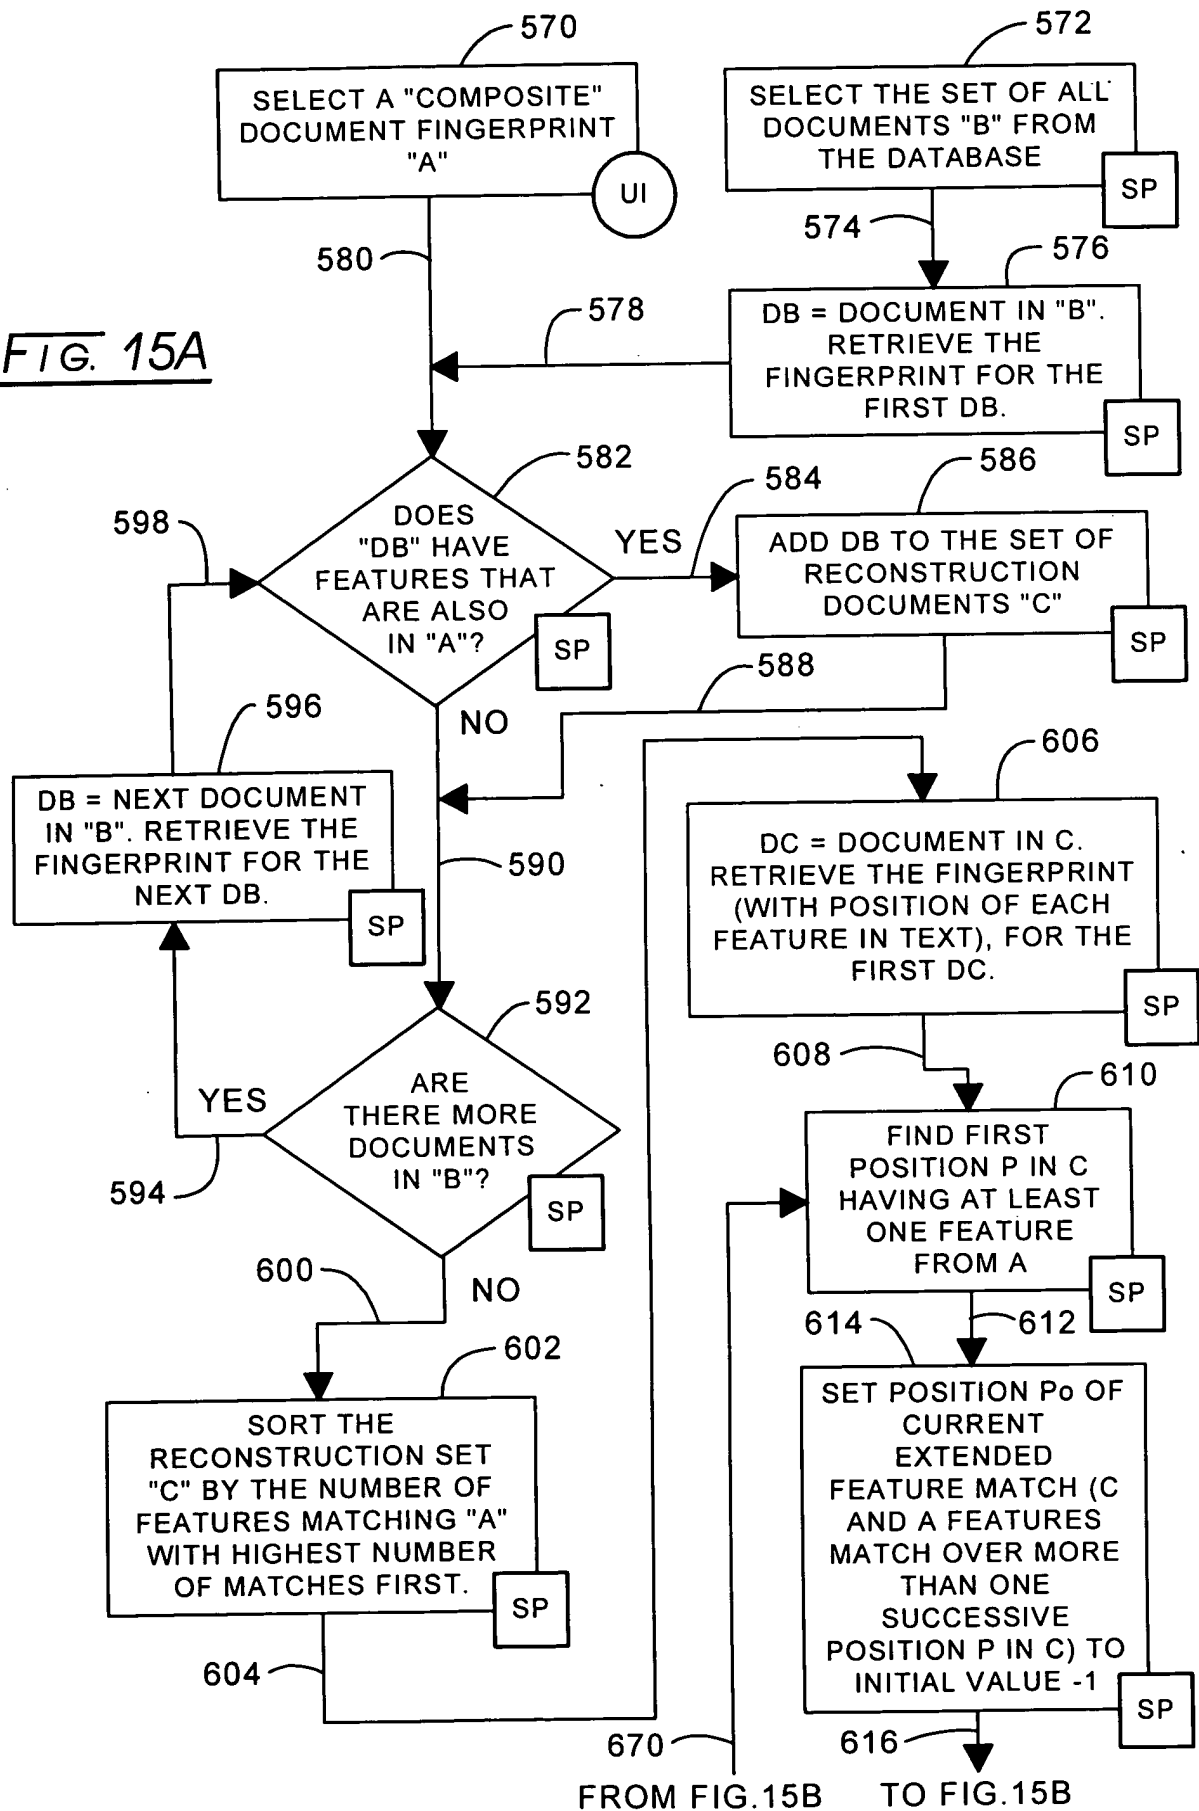 570
572
SELECT A "COMPOSITE"
DOCUMENT FINGERPRINT
"A"
UI
SELECT THE SET OF ALL
DOCUMENTS "B" FROM
THE DATABASE
SP
574
580
576
578
DB = DOCUMENT IN "B".
RETRIEVE THE
FINGERPRINT FOR THE
FIRST DB.
SP
FIG. 15A
582
584
586
598
DOES
"DB" HAVE
FEATURES THAT
ARE ALSO
IN "A"?
SP
YES
ADD DB TO THE SET OF
RECONSTRUCTION
DOCUMENTS "C"
SP
588
NO
596
606
DB = NEXT DOCUMENT
IN "B". RETRIEVE THE
FINGERPRINT FOR THE
NEXT DB.
SP
590
DC = DOCUMENT IN C.
RETRIEVE THE FINGERPRINT
(WITH POSITION OF EACH
FEATURE IN TEXT), FOR THE
FIRST DC.
SP
592
608
610
YES
594
ARE
THERE MORE
DOCUMENTS
IN "B"?
SP
FIND FIRST
POSITION P IN C
HAVING AT LEAST
ONE FEATURE
FROM A
SP
600
NO
612
614
602
SORT THE
RECONSTRUCTION SET
"C" BY THE NUMBER OF
FEATURES MATCHING "A"
WITH HIGHEST NUMBER
OF MATCHES FIRST.
SP
604
SET POSITION Po OF
CURRENT
EXTENDED
FEATURE MATCH (C
AND A FEATURES
MATCH OVER MORE
THAN ONE
SUCCESSIVE
POSITION P IN C) TO
INITIAL VALUE -1
SP
670
616
FROM FIG.15B
TO FIG.15B